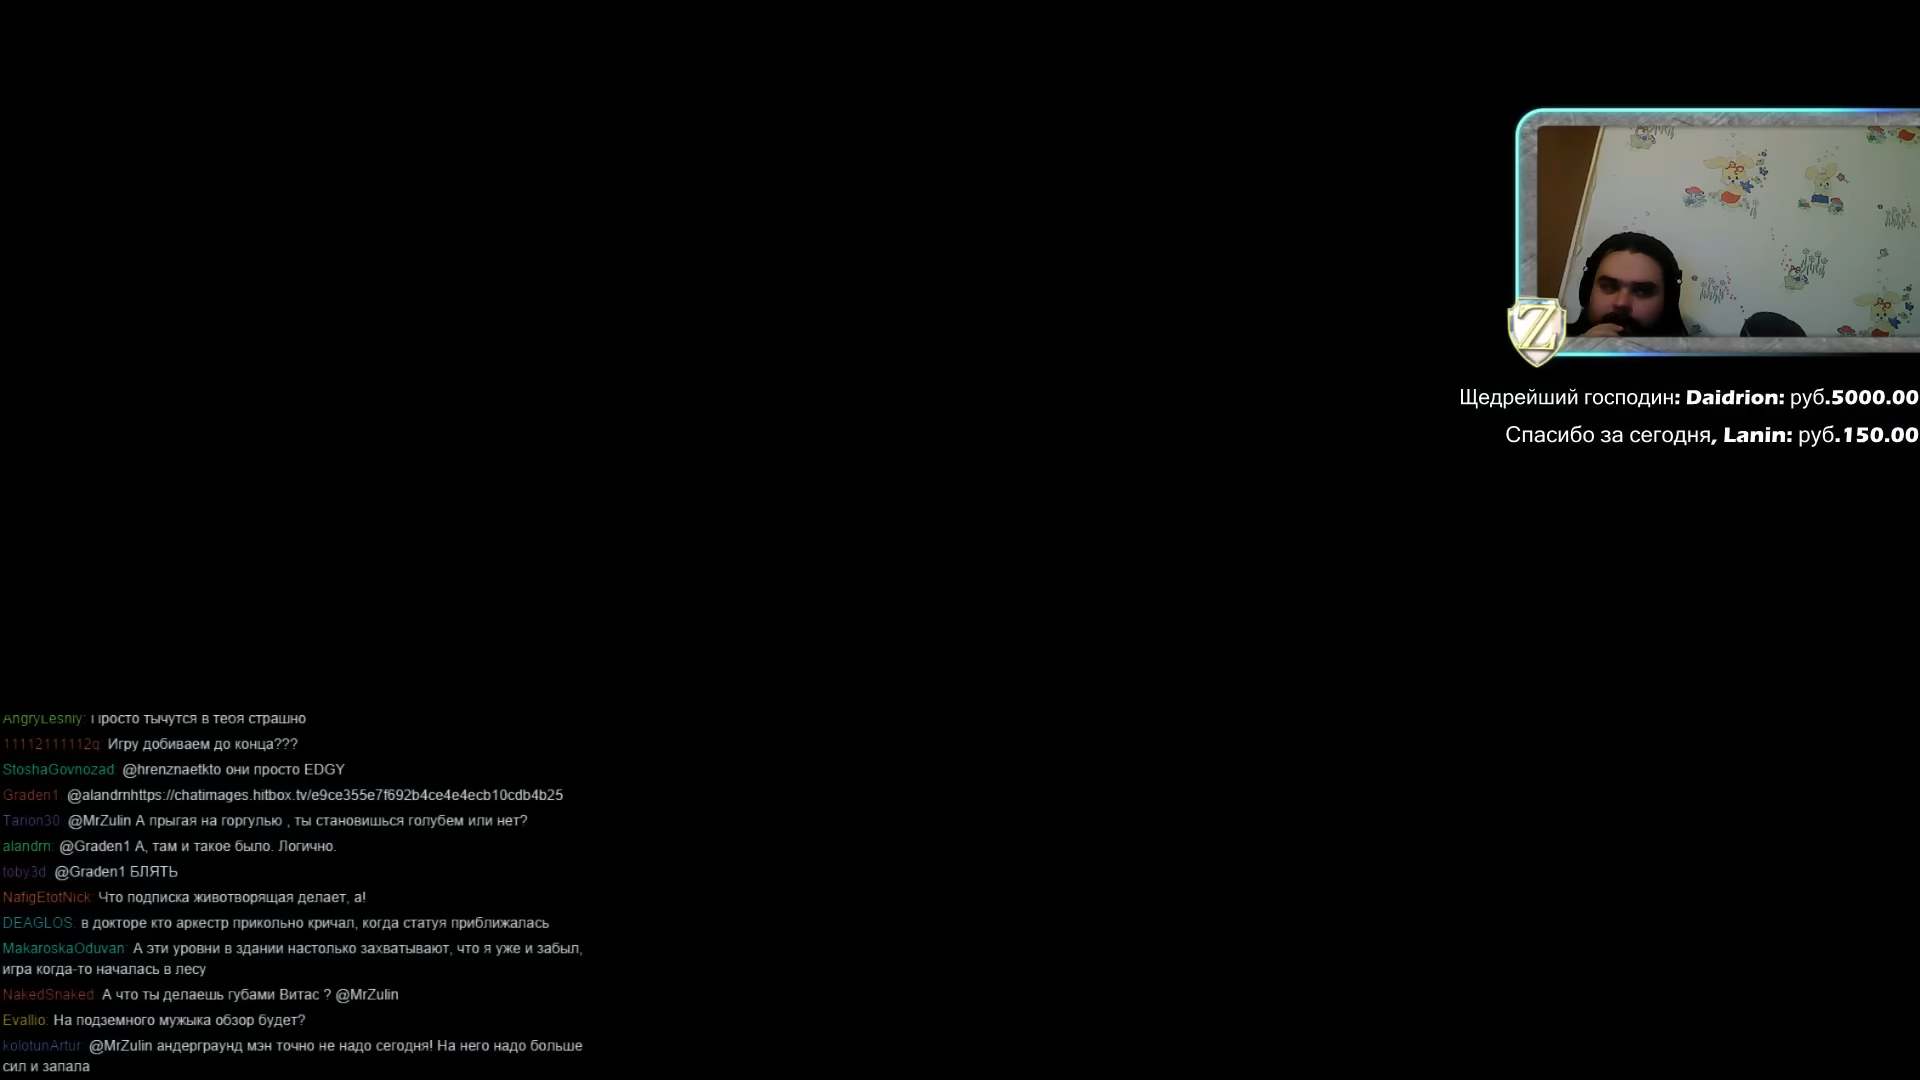 Z
Щедрейший господин: Daidrion: руб.5000.00
Спасибо за сегодня, Lanin: руб.150.00
AngryLesniy: Просто тычутся в тебя страшно
11112111112q: Игру добиваем до конца???
StoshaGovnozad: @hrenznaetkto они просто EDGY
Graden1: @alandrnhttps://chatimages.hitbox.tv/e9ce355e7f692b4ce4e4ecb10cdb4b25
Tarion30: @MrZulin А прыгая на горгулью , ты становишься голубем или нет?
alandrn: @Graden1 А, там и такое было. Логично.
toby3d: @Graden1 БЛЯТЬ
NafigEtotNick: Что подписка животворящая делает, а!
DEAGLOS: в докторе кто аркестр прикольно кричал, когда статуя приближалась
MakaroskaOduvan: А эти уровни в здании настолько захватывают, что я уже и забыл,
игра когда-то началась в лесу
NakedSnaked: А что ты делаешь губами Витас ? @MrZulin
Evallio: На подземного мужыка обзор будет?
kolotunArtur: @MrZulin андерграунд мэн точно не надо сегодня! На него надо больше
сил и запала